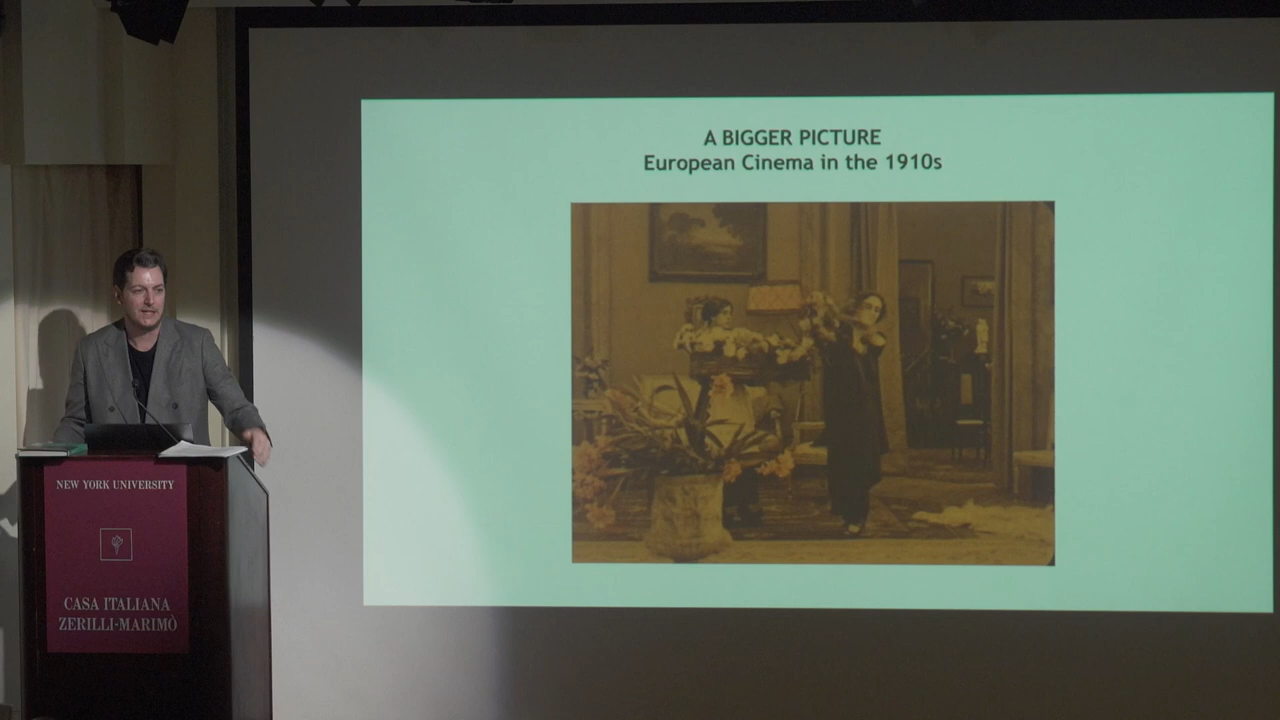 A BIGGER PICTURE
European Cinema in the 1910s
NEW YORK UNIVERSITY
CASA ITALIANA
ZERILLI-MARIMÒ